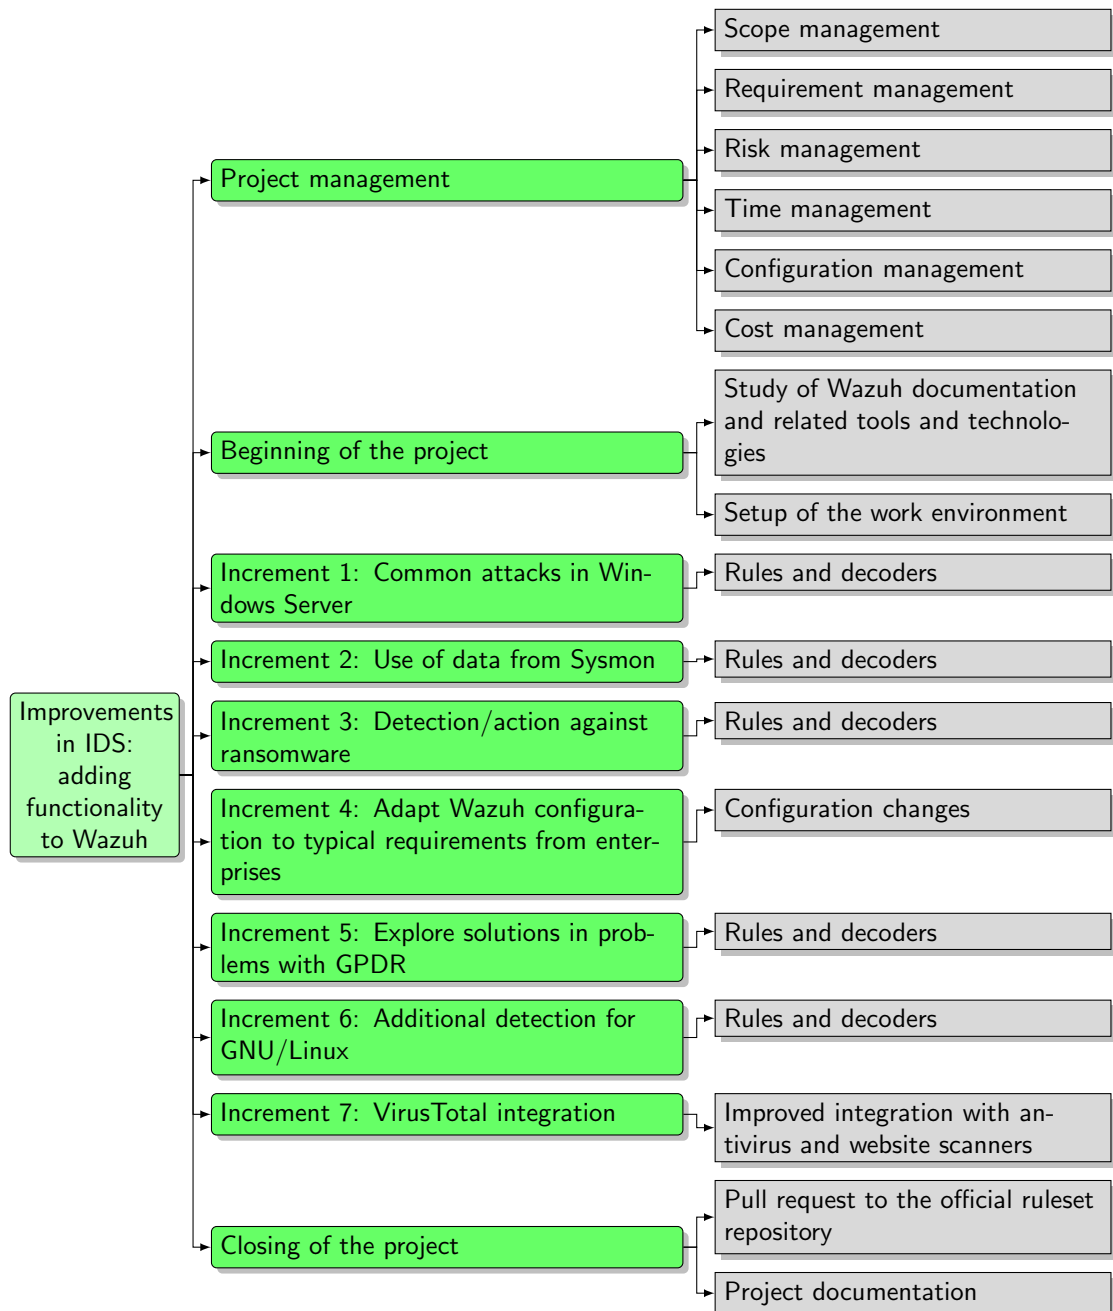 Scope management
Requirement management
Risk management
Project management
Time management
Configuration management
Cost management
Study of Wazuh documentation
and related tools and technolo-
gies
Beginning of the project
Setup of the work environment
Increment 1: Common attacks in Win-
dows Server
Rules and decoders
Increment 2: Use of data from Sysmon
Rules and decoders
Improvements
in IDS:
adding
functionality
to Wazuh
Increment 3: Detection/action against
ransomware
Rules and decoders
Increment 4: Adapt Wazuh configura-
tion to typical requirements from enter-
prises
Configuration changes
Increment 5: Explore solutions in prob-
lems with GPDR
Rules and decoders
Increment 6: Additional detection for
GNU/Linux
Rules and decoders
Increment 7: VirusTotal integration
Improved integration with an-
tivirus and website scanners
Closing of the project
Pull request to the official ruleset
repository
Project documentation